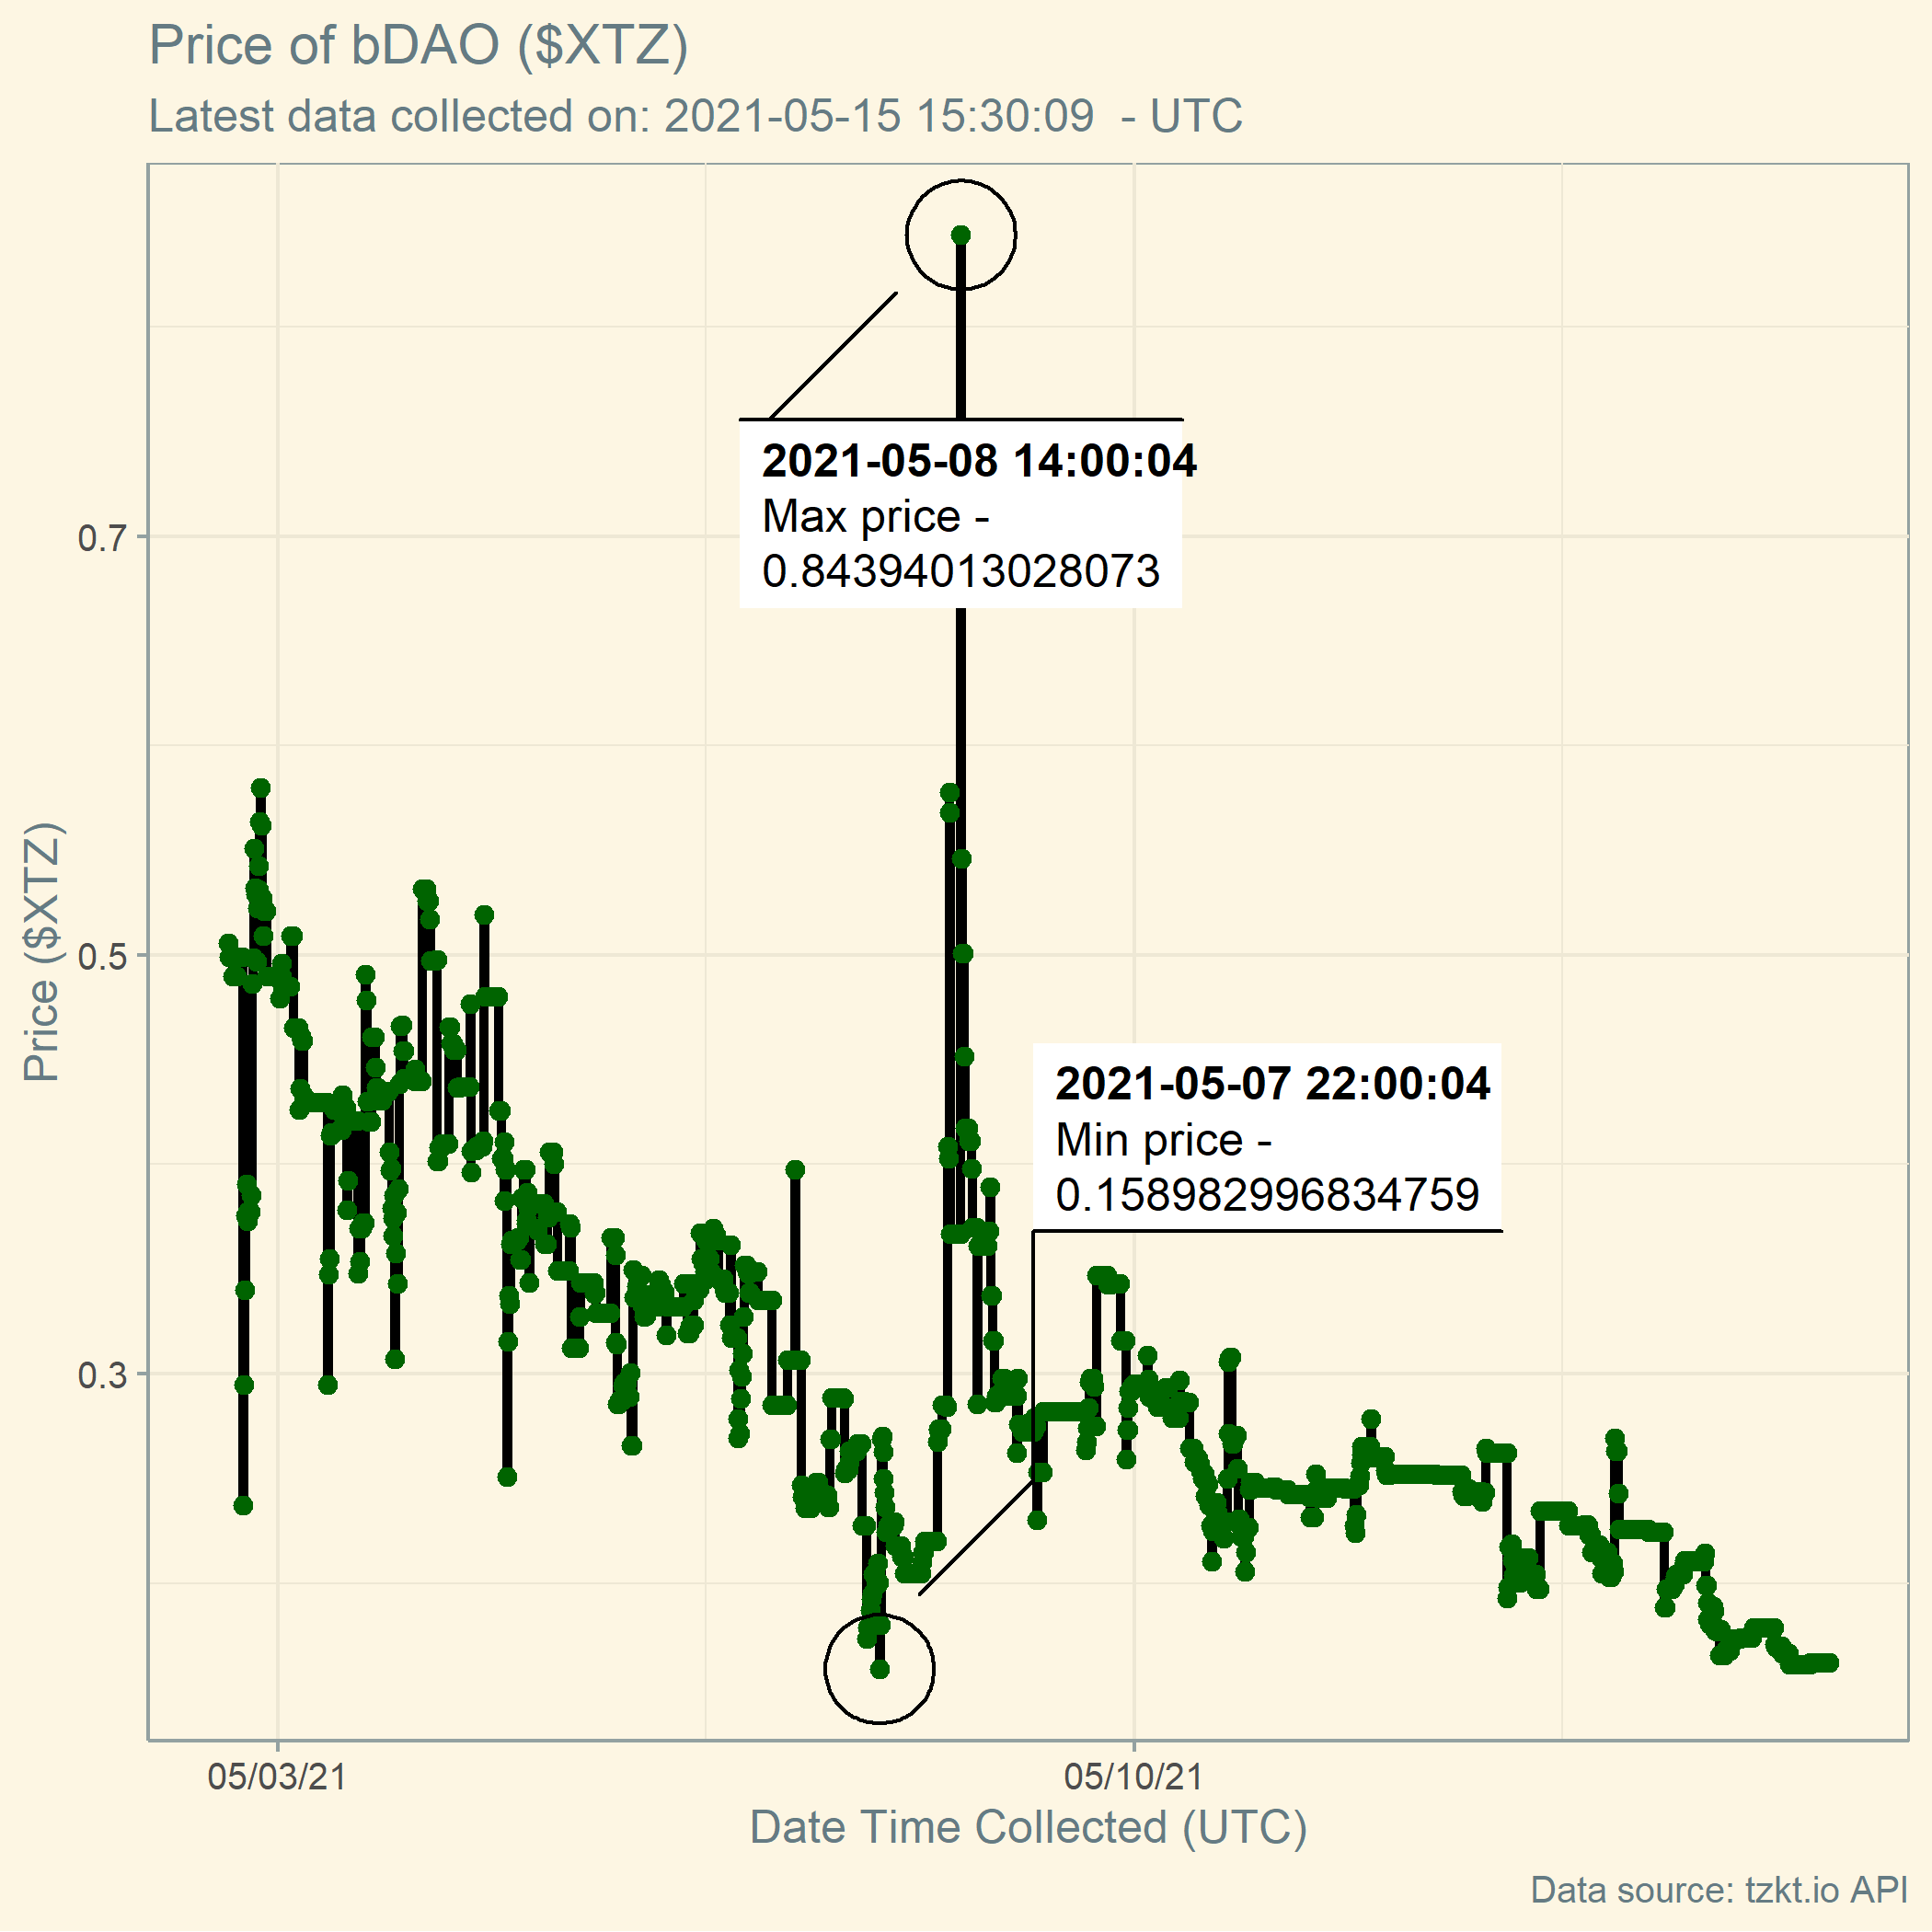 Price of bDAO ($XTZ)
Latest data collected on: 2021-05-15 15:30:09  - UTC
2021-05-08 14:00:04
Max price -
0.84394013028073
0.7
0.5
0.3
Price ($XTZ)
2021-05-07 22:00:04
Min price -
0.158982996834759
05/03/21
05/10/21
Date Time Collected (UTC)
Data source: tzkt.io API